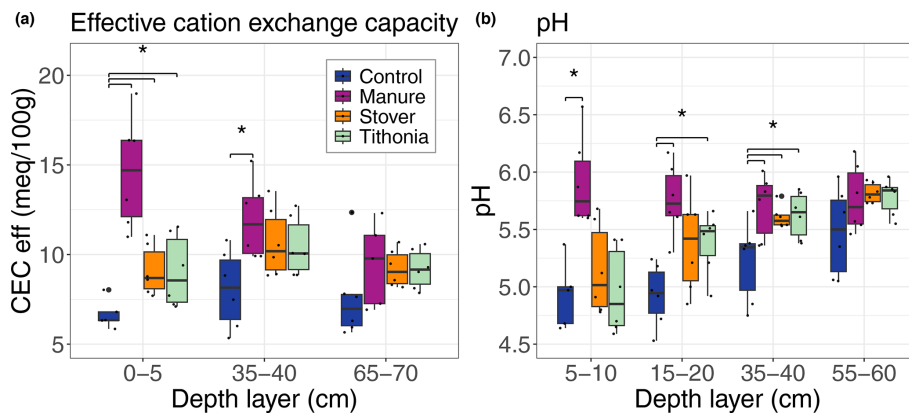 (a) Effective cation exchange capacity
*
20
15
10
5
CEC eff (meq/100g)
*
Control
Manure
Stover
Tithonia
0–5 35–40 65–70
Depth layer (cm)
(b) pH
7.0
6.5
6.0
5.5
5.0
4.5
pH
*
*
*
5–10 15–20 35–40 55–60
Depth layer (cm)